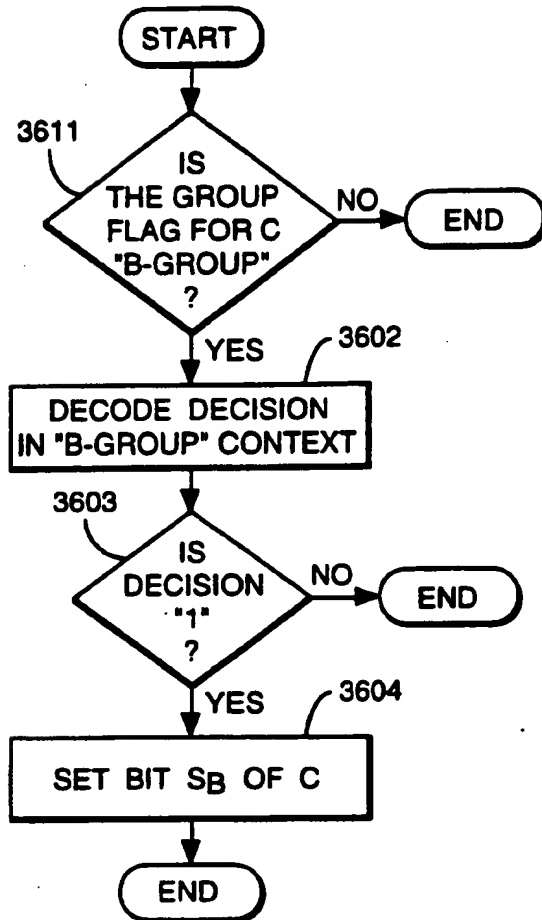 START
3611
IS
THE GROUP
FLAG FOR C
"B-GROUP"
?
NO
END
YES
3602
DECODE DECISION
IN "B-GROUP" CONTEXT
3603
IS
DECISION
"1"
?
NO
END
YES
3604
SET BIT SB OF C
END